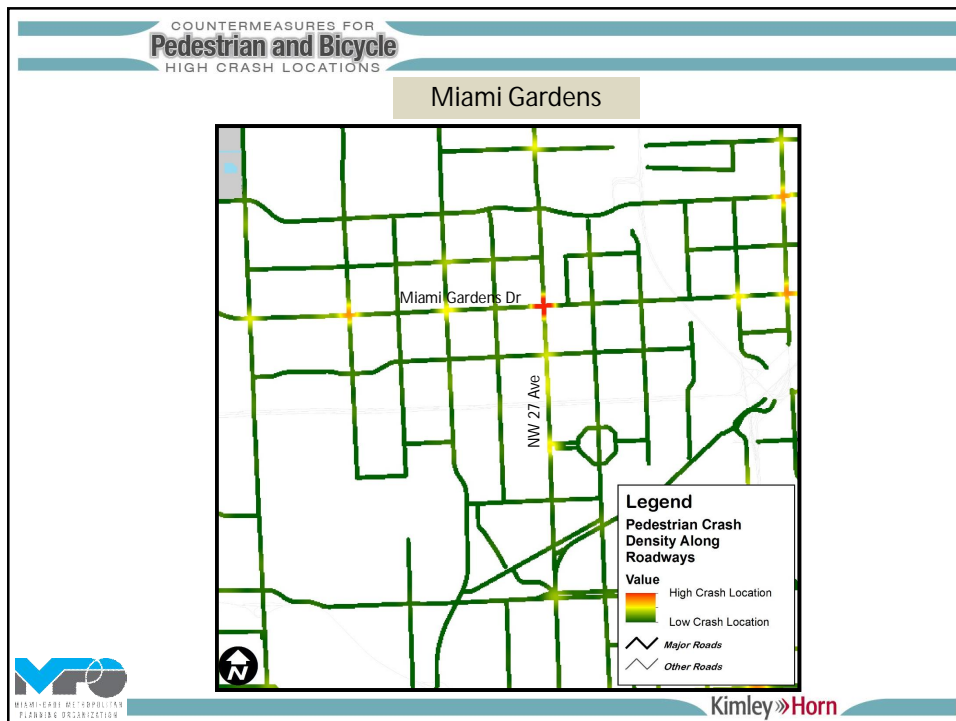 COUNTERMEASURES FOR
Pedestrian and Bicycle
HIGH CRASH LOCATIONS
Miami Gardens
Miami Gardens Dr
NW 27 Ave
Legend
Pedestrian Crash
Density Along
Roadways
Value
High Crash Location
Low Crash Location
Major Roads
Other Roads
N
MPO
MIAMI-DADE METROPOLITAN
PLANNING ORGANIZATION
Kimley»Horn